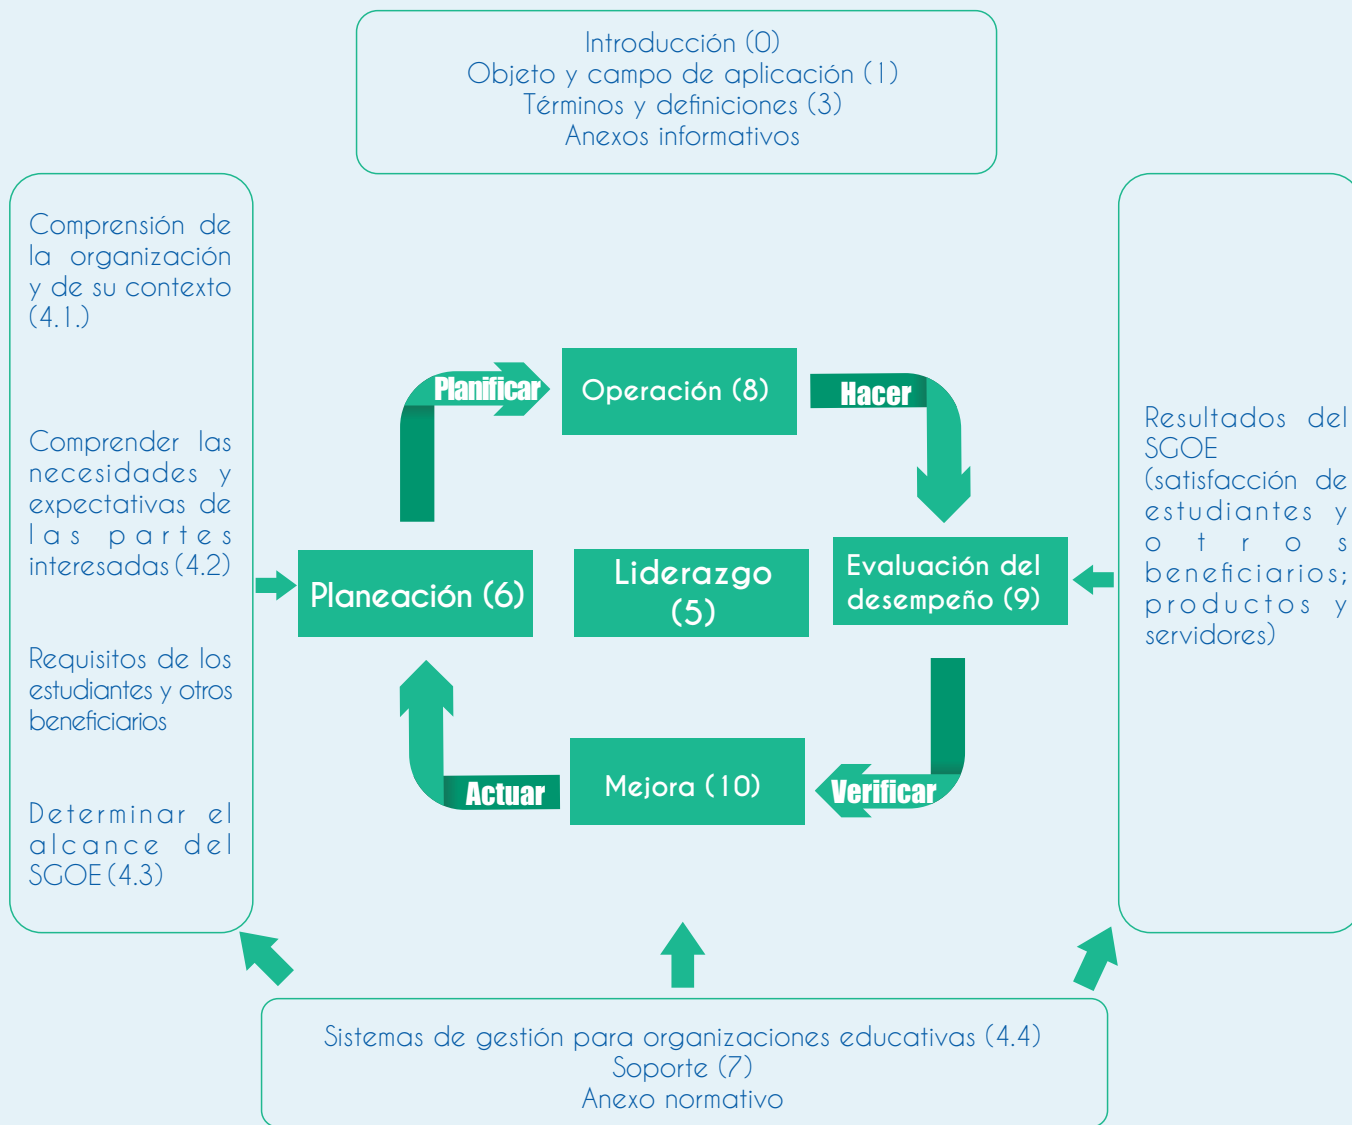 Introducción (0)
Objeto y campo de aplicación (1)
Términos y definiciones (3)
Anexos informativos
Comprensión de
la organización
y de su contexto
(4.1.)
Comprender las
necesidades y
expectativas de
las partes
interesadas (4.2)
Requisitos de los
estudiantes y otros
beneficiarios
Determinar el
alcance del
SGOE (4.3)
Planificar
Operación (8)
Hacer
Planeación (6)
Liderazgo
(5)
Evaluación del
desempeño (9)
Actuar
Mejora (10)
Verificar
Resultados del
SGOE
(satisfacción de
estudiantes y
otros
beneficiarios;
productos y
servidores)
Sistemas de gestión para organizaciones educativas (4.4)
Soporte (7)
Anexo normativo